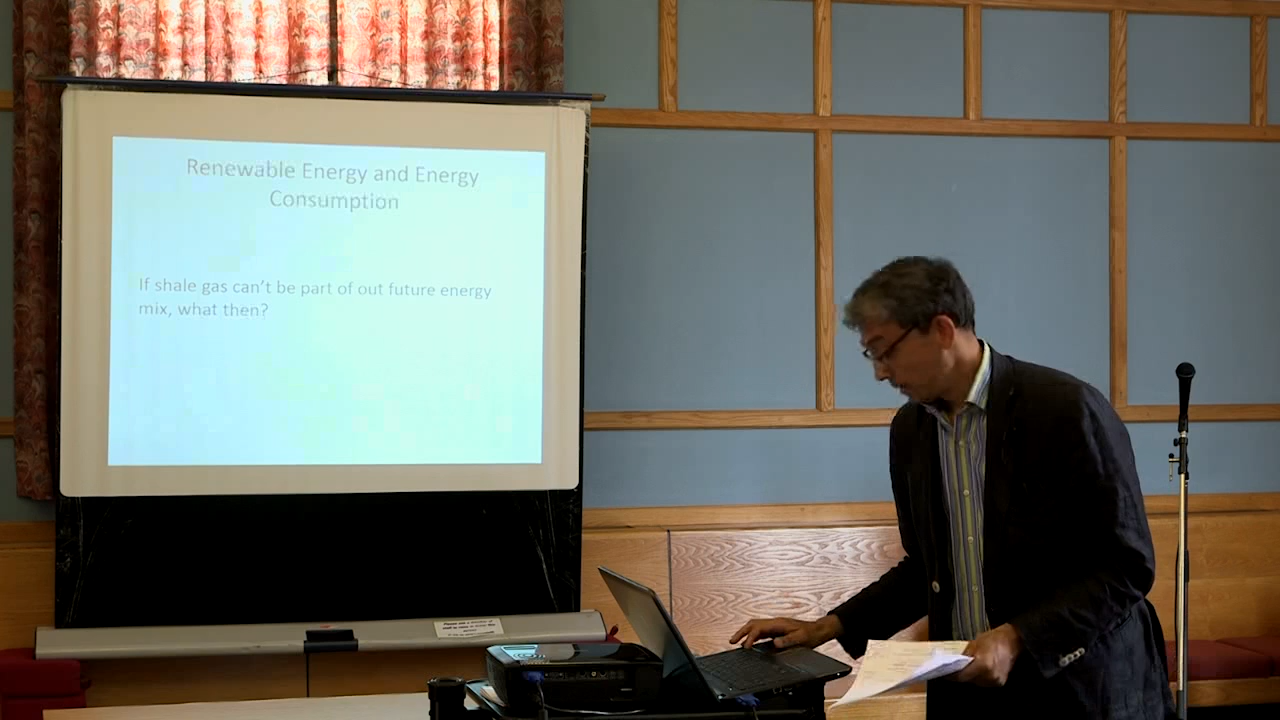 Renewable Energy and Energy
Consumption
If shale gas can't be part of out future energy
mix, what then?